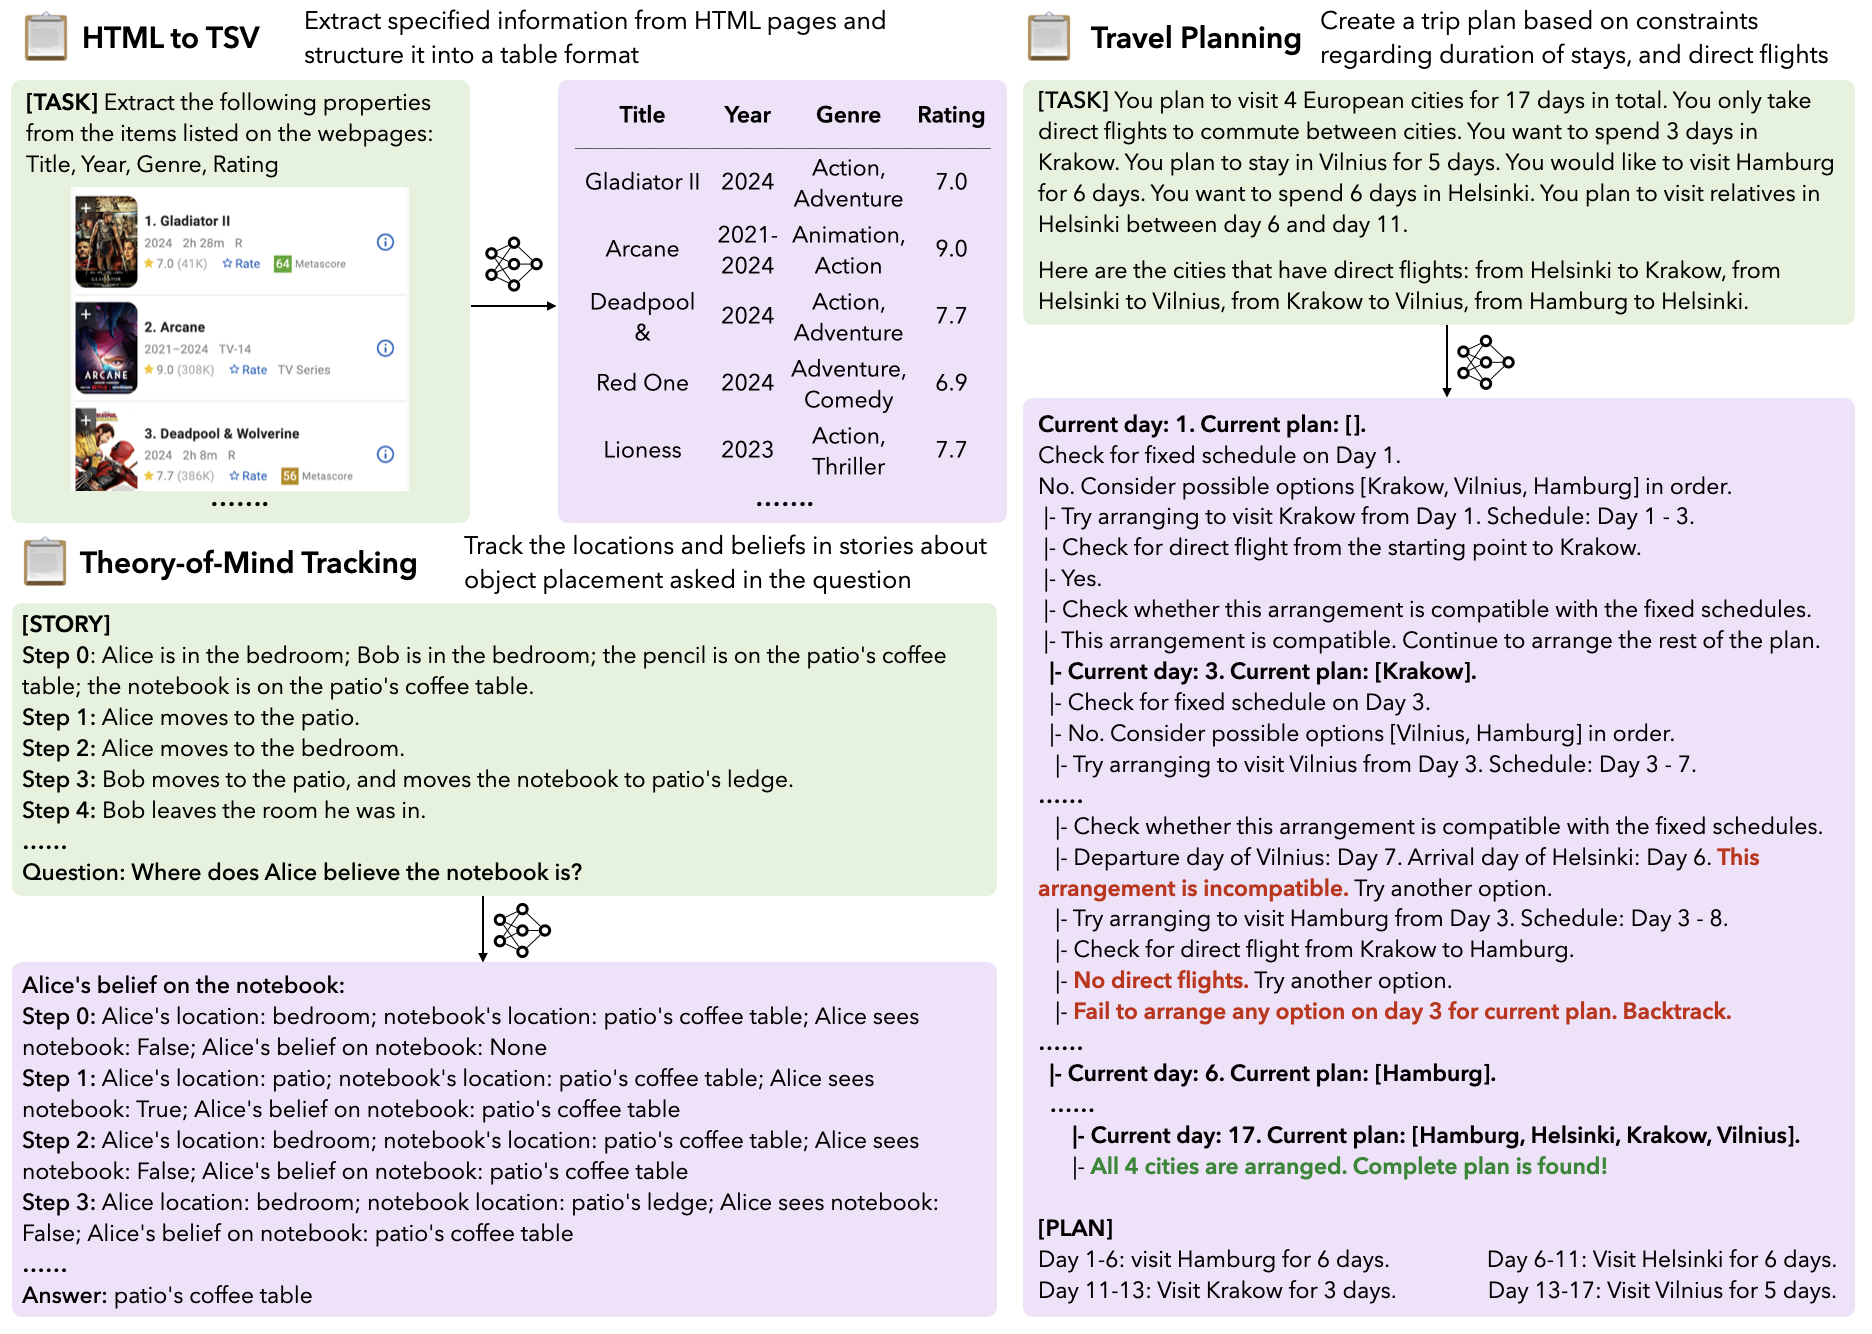 HTML to TSV
Extract specified information from HTML pages and
structure it into a table format
[TASK] Extract the following properties
from the items listed on the webpages:
Title, Year, Genre, Rating
1. Gladiator II
2024 2h 28m R
7.0 (41K) Rate 64 Metascore
2. Arcane
2021–2024 TV-14
9.0 (308K) Rate TV Series
ARCANE
3. Deadpool & Wolverine
2024 2h 8m R
7.7 (386K) Rate 56 Metascore
.......
Title Year Genre Rating
Gladiator II 2024 Action, Adventure 7.0
Arcane 2021-2024 Animation, Action 9.0
Deadpool & 2024 Action, Adventure 7.7
Red One 2024 Adventure, Comedy 6.9
Lioness 2023 Action, Thriller 7.7
.......
Theory-of-Mind Tracking
Track the locations and beliefs in stories about
object placement asked in the question
[STORY]
Step 0: Alice is in the bedroom; Bob is in the bedroom; the pencil is on the patio's coffee
table; the notebook is on the patio's coffee table.
Step 1: Alice moves to the patio.
Step 2: Alice moves to the bedroom.
Step 3: Bob moves to the patio, and moves the notebook to patio's ledge.
Step 4: Bob leaves the room he was in.
......
Question: Where does Alice believe the notebook is?
Alice's belief on the notebook:
Step 0: Alice's location: bedroom; notebook's location: patio's coffee table; Alice sees
notebook: False; Alice's belief on notebook: None
Step 1: Alice's location: patio; notebook's location: patio's coffee table; Alice sees
notebook: True; Alice's belief on notebook: patio's coffee table
Step 2: Alice's location: bedroom; notebook's location: patio's coffee table; Alice sees
notebook: False; Alice's belief on notebook: patio's coffee table
Step 3: Alice location: bedroom; notebook location: patio's ledge; Alice sees notebook:
False; Alice's belief on notebook: patio's coffee table
......
Answer: patio's coffee table
Travel Planning
Create a trip plan based on constraints
regarding duration of stays, and direct flights
[TASK] You plan to visit 4 European cities for 17 days in total. You only take
direct flights to commute between cities. You want to spend 3 days in
Krakow. You plan to stay in Vilnius for 5 days. You would like to visit Hamburg
for 6 days. You want to spend 6 days in Helsinki. You plan to visit relatives in
Helsinki between day 6 and day 11.
Here are the cities that have direct flights: from Helsinki to Krakow, from
Helsinki to Vilnius, from Krakow to Vilnius, from Hamburg to Helsinki.
Current day: 1. Current plan: [].
Check for fixed schedule on Day 1.
No. Consider possible options [Krakow, Vilnius, Hamburg] in order.
|- Try arranging to visit Krakow from Day 1. Schedule: Day 1 - 3.
|- Check for direct flight from the starting point to Krakow.
|- Yes.
|- Check whether this arrangement is compatible with the fixed schedules.
|- This arrangement is compatible. Continue to arrange the rest of the plan.
|- Current day: 3. Current plan: [Krakow].
|- Check for fixed schedule on Day 3.
|- No. Consider possible options [Vilnius, Hamburg] in order.
|- Try arranging to visit Vilnius from Day 3. Schedule: Day 3 - 7.
......
|- Check whether this arrangement is compatible with the fixed schedules.
|- Departure day of Vilnius: Day 7. Arrival day of Helsinki: Day 6. This
arrangement is incompatible. Try another option.
|- Try arranging to visit Hamburg from Day 3. Schedule: Day 3 - 8.
|- Check for direct flight from Krakow to Hamburg.
|- No direct flights. Try another option.
|- Fail to arrange any option on day 3 for current plan. Backtrack.
......
|- Current day: 6. Current plan: [Hamburg].
......
|- Current day: 17. Current plan: [Hamburg, Helsinki, Krakow, Vilnius].
|- All 4 cities are arranged. Complete plan is found!
[PLAN]
Day 1-6: visit Hamburg for 6 days. Day 6-11: Visit Helsinki for 6 days.
Day 11-13: Visit Krakow for 3 days. Day 13-17: Visit Vilnius for 5 days.